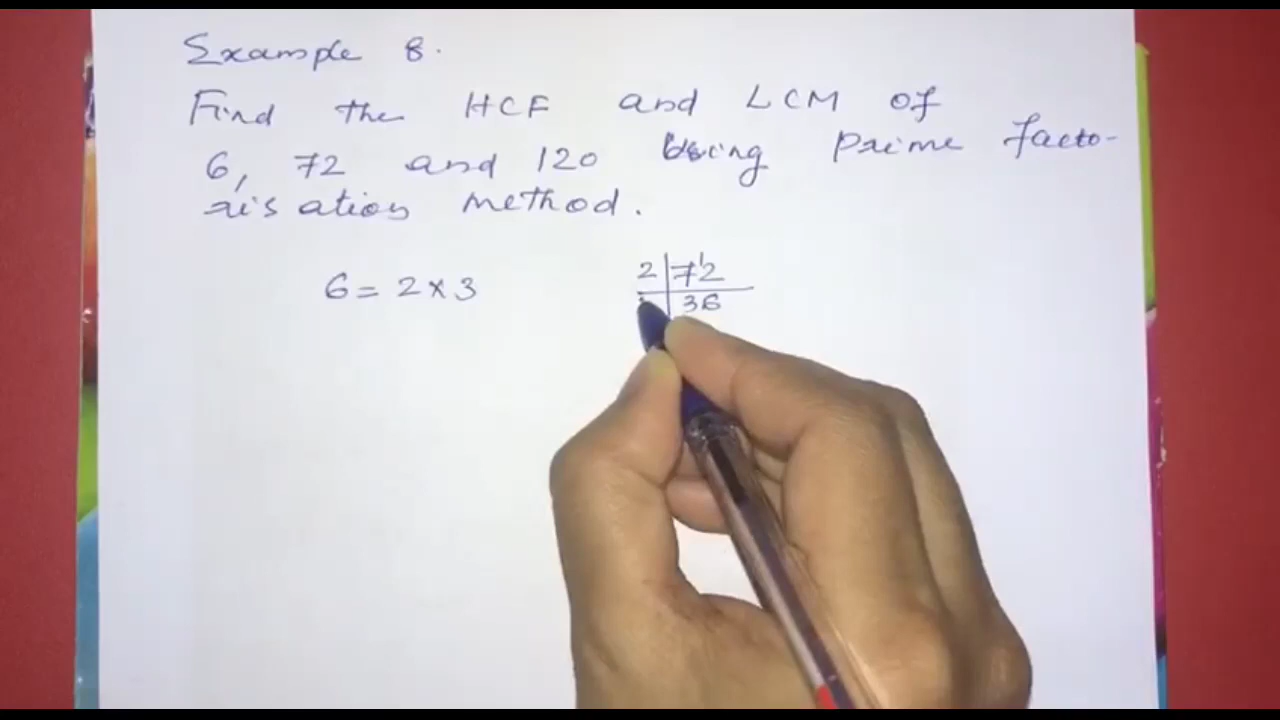 Example 8.
Find the HCF and LCM of
6, 72 and 120 Using prime facto-
risation method.
6 = 2 × 3
2 | 72
36